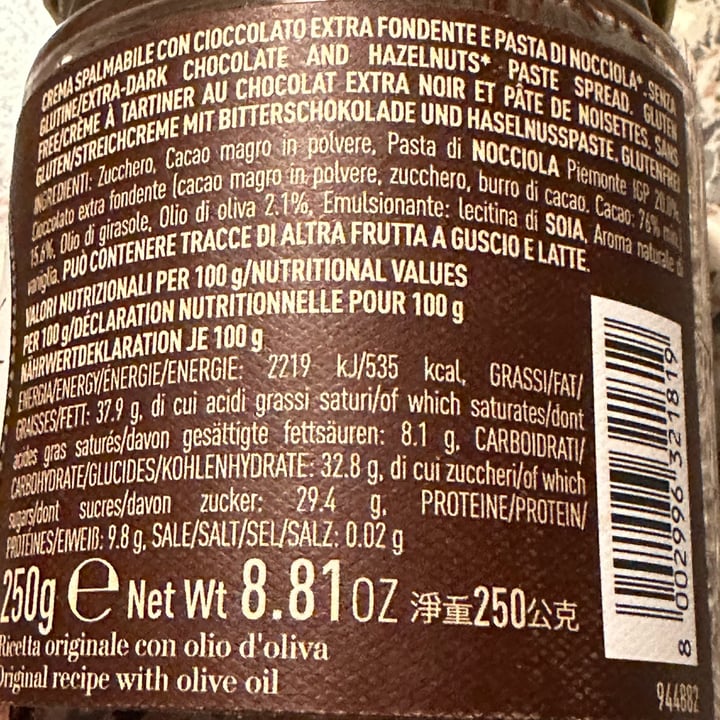 CREMA SPALMABILE CON CIOCCOLATO EXTRA FONDENTE E PASTA DI NOCCIOLA*. SENZA
GLUTINE/EXTRA-DARK CHOCOLATE AND HAZELNUTS* PASTE SPREAD. GLUTEN
FREE/CRÈME À TARTINER AU CHOCOLAT EXTRA NOIR ET PÂTE DE NOISETTES. SANS
GLUTEN/STREICHCREME MIT BITTERSCHOKOLADE UND HASELNUSSPASTE. GLUTENFREI
INGREDIENTI: Zucchero, Cacao magro in polvere, Pasta di NOCCIOLA Piemonte IGP
Cioccolato extra fondente (cacao magro in polvere, zucchero, burro di cacao. Cacao: 76% min.)
15.6%, Olio di girasole, Olio di oliva 2.1%, Emulsionante: lecitina di SOIA, Aroma naturale di
vaniglia. PUÒ CONTENERE TRACCE DI ALTRA FRUTTA A GUSCIO E LATTE.
VALORI NUTRIZIONALI PER 100 g/NUTRITIONAL VALUES
PER 100 g/DÉCLARATION NUTRITIONNELLE POUR 100 g
NÄHRWERTDEKLARATION JE 100 g
ENERGIA/ENERGY/ÉNERGIE/ENERGIE: 2219 kJ/535 kcal, GRASSI/FAT/
GRAISSES/FETT: 37.9 g, di cui acidi grassi saturi/of which saturates/dont
acides gras saturés/davon gesättigte fettsäuren: 8.1 g, CARBOIDRATI/
CARBOHYDRATE/GLUCIDES/KOHLENHYDRATE: 32.8 g, di cui zuccheri/of which
sugars/dont sucres/davon zucker: 29.4 g, PROTEINE/PROTEIN/
PROTÉINES/EIWEIß: 9.8 g, SALE/SALT/SEL/SALZ: 0.02 g
250g e Net Wt 8.81 OZ 淨重250公克
Ricetta originale con olio d'oliva
Original recipe with olive oil
8 002996 321819
944882